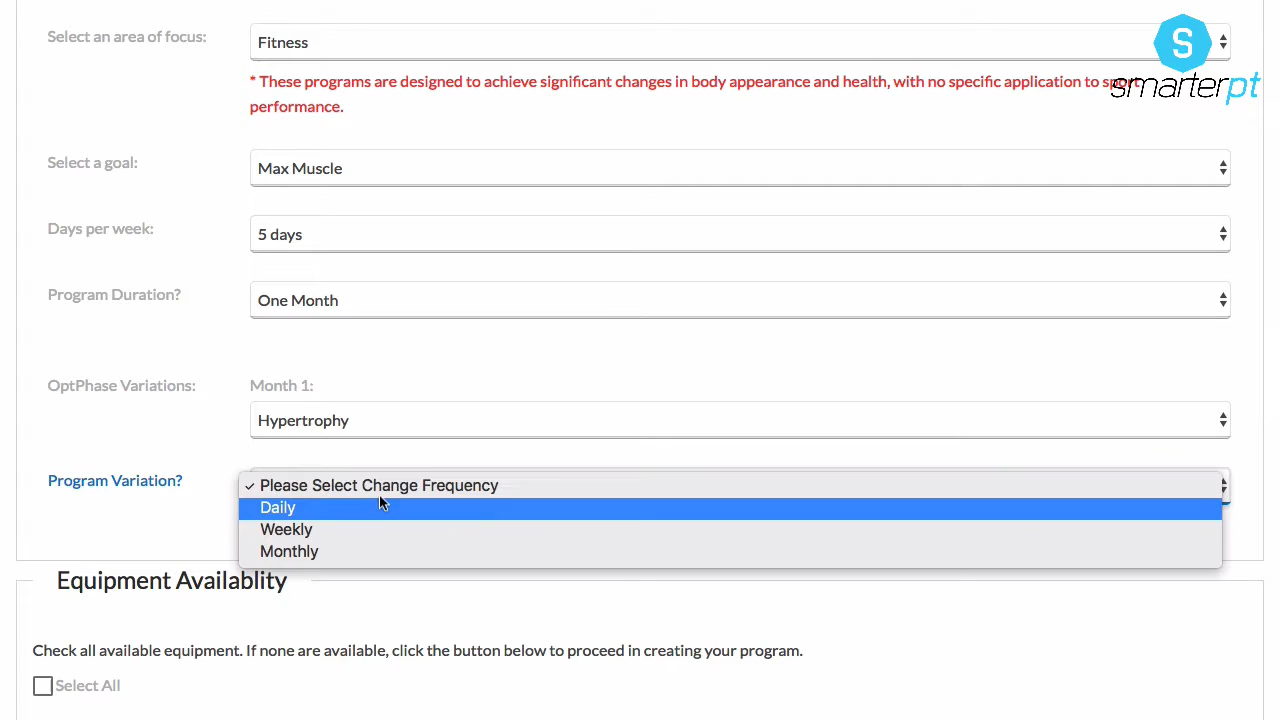 Select an area of focus:
Fitness
* These programs are designed to achieve significant changes in body appearance and health, with no specific application to sport
performance.
S
smarterpt
Select a goal:
Max Muscle
Days per week:
5 days
Program Duration?
One Month
OptPhase Variations:
Month 1:
Hypertrophy
Program Variation?
✓ Please Select Change Frequency
Daily
Weekly
Monthly
Equipment Availablity
Check all available equipment. If none are available, click the button below to proceed in creating your program.
Select All